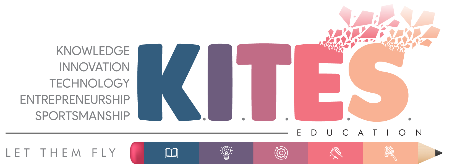 KNOWLEDGE
INNOVATION
TECHNOLOGY
ENTREPRENEURSHIP
SPORTSMANSHIP
K.I.T.E.S.
EDUCATION
LET THEM FLY